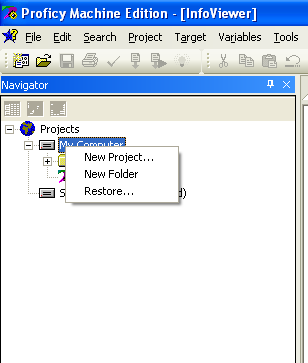 Proficy Machine Edition - [InfoViewer]
File Edit Search Project Target Variables Tools
Navigator
Projects
My Computer
New Project...
New Folder
Restore...